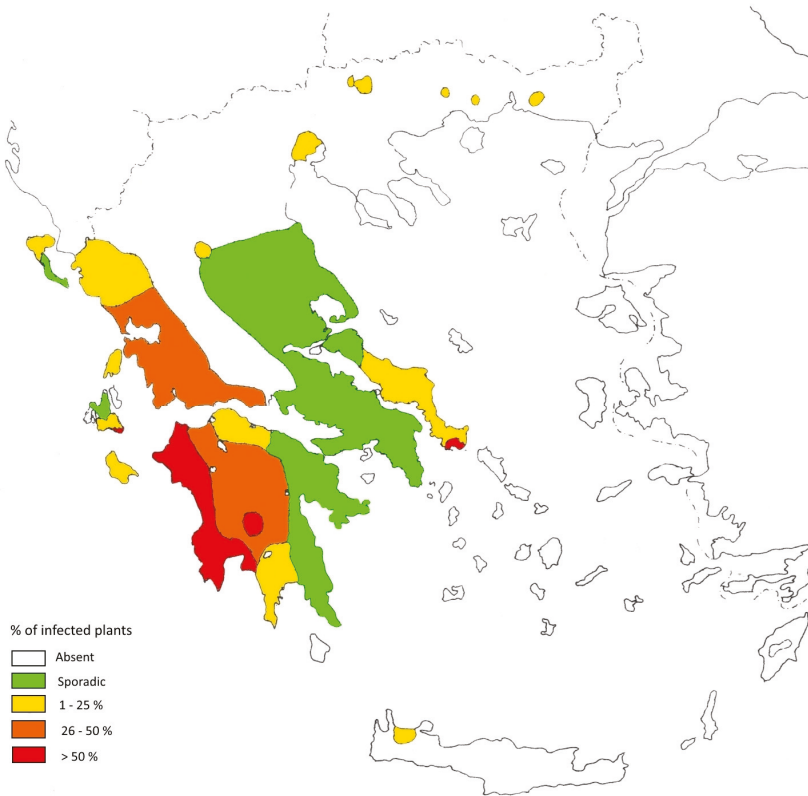 % of infected plants
Absent
Sporadic
1 - 25 %
26 - 50 %
> 50 %